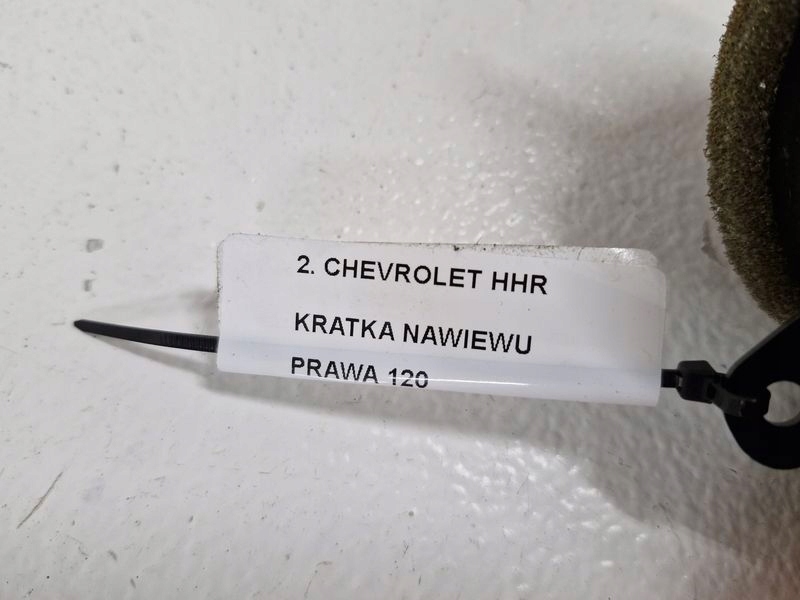 2. CHEVROLET HHR
KRATKA NAWIEWU
PRAWA 120